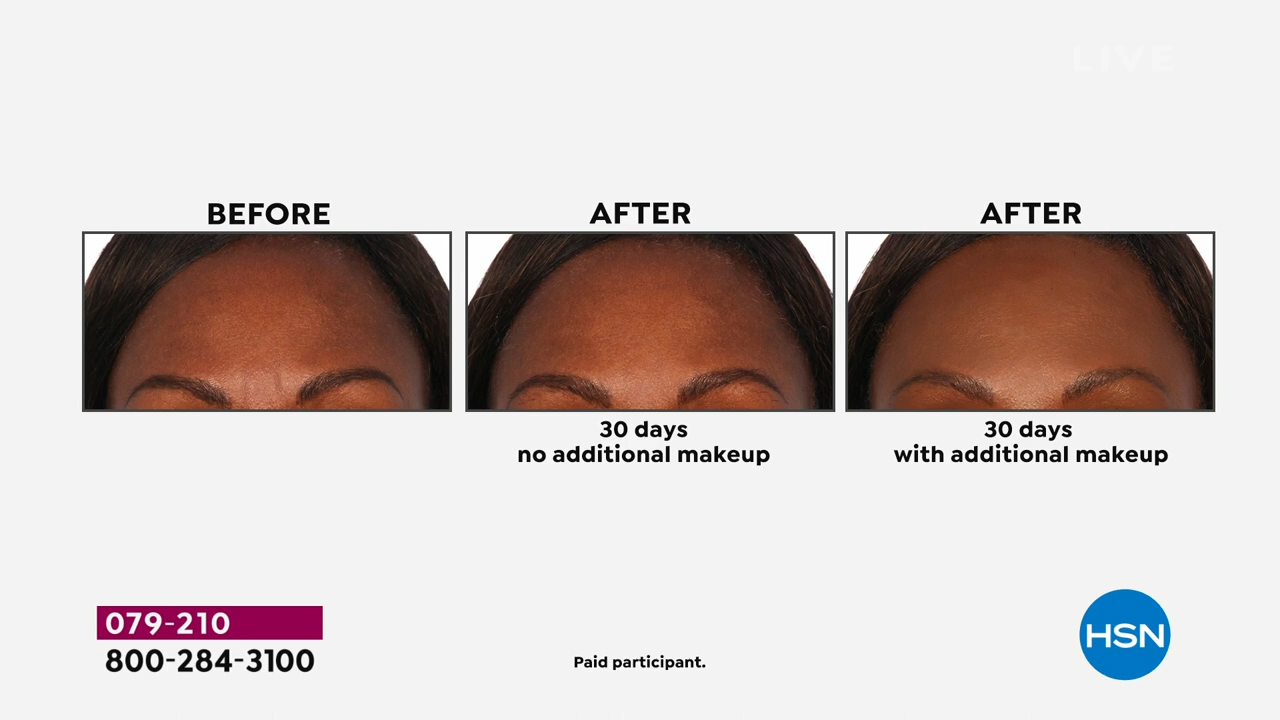 LIVE
BEFORE
AFTER
AFTER
30 days
no additional makeup
30 days
with additional makeup
079-210
800-284-3100
Paid participant.
HSN